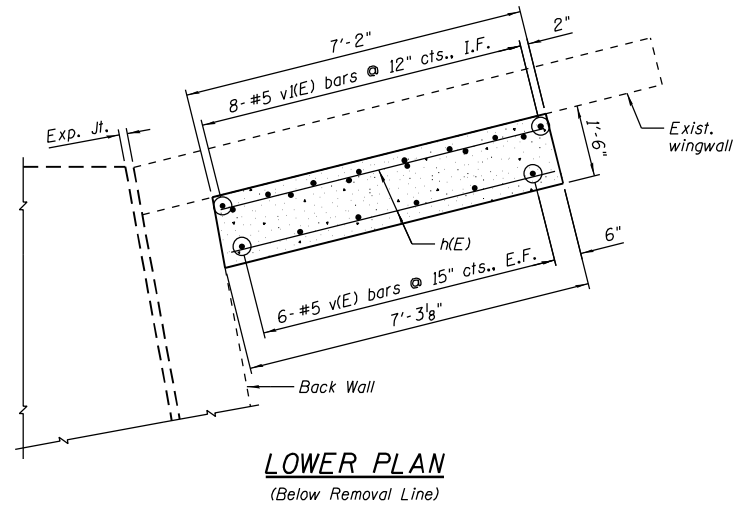 7'-2"
2"
8- #5 v1(E) bars @ 12" cts., I.F.
Exp. Jt.
1'-6"
Exist.
wingwall
h(E)
6"
6- #5 v(E) bars @ 15" cts., E.F.
7'-3⅛"
Back Wall
LOWER PLAN
(Below Removal Line)